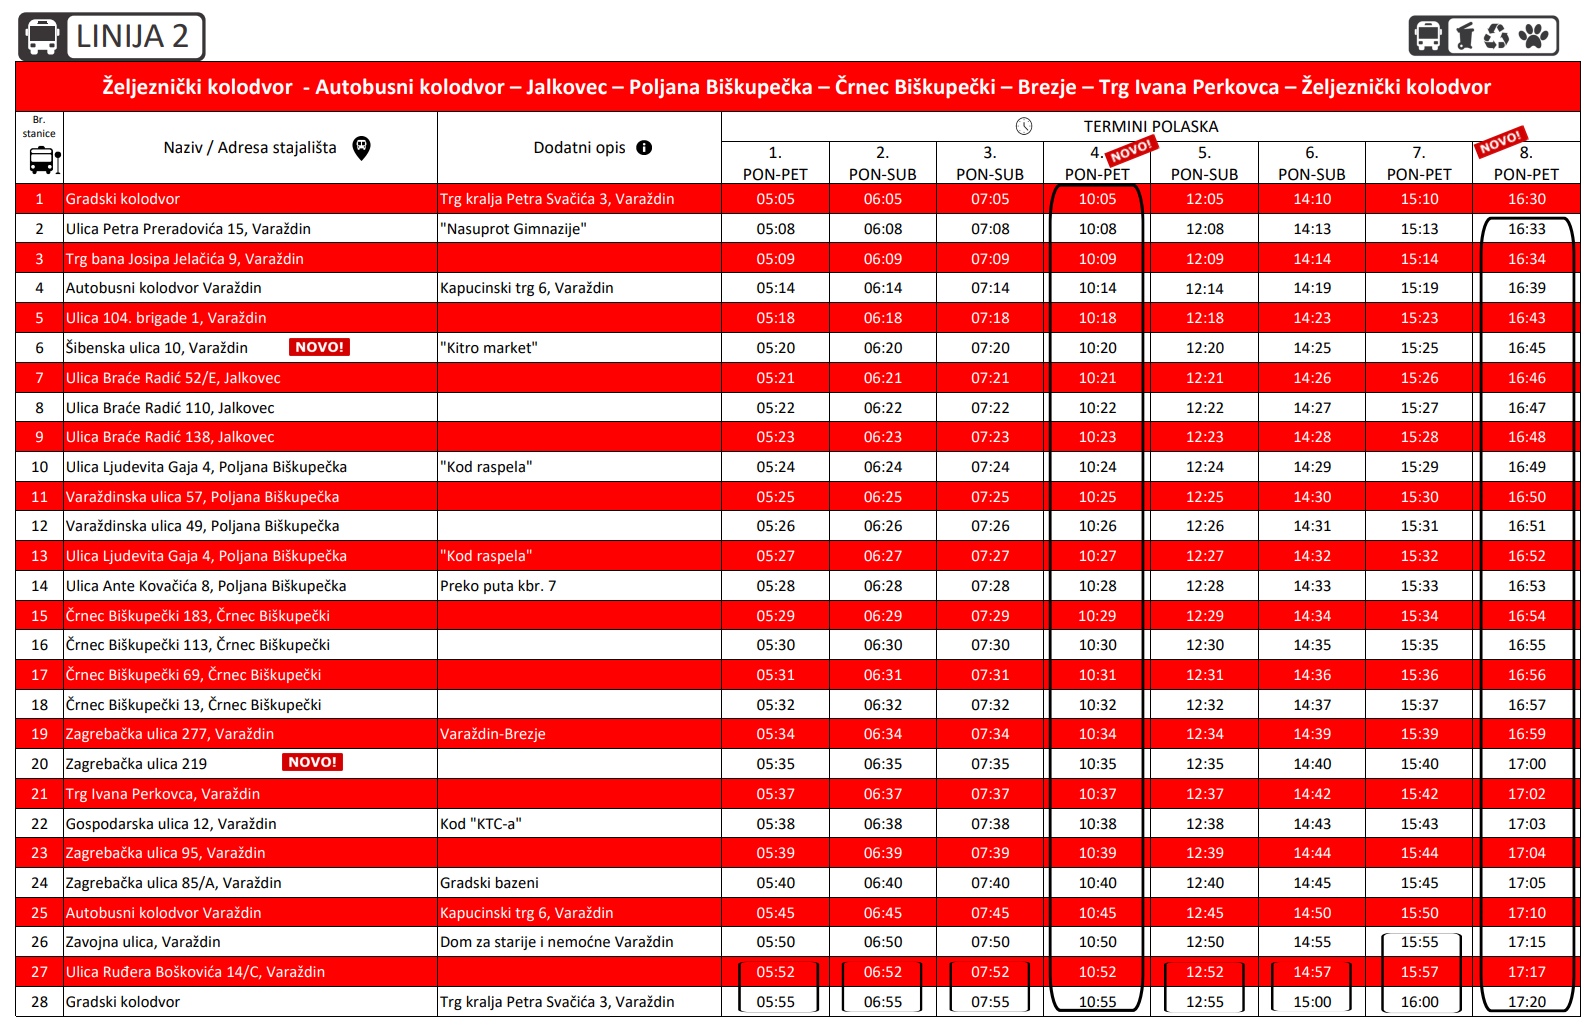 LINIJA 2
Željeznički kolodvor - Autobusni kolodvor – Jalkovec – Poljana Biškupečka – Črnec Biškupečki – Brezje – Trg Ivana Perkovca – Željeznički kolodvor
Br. stanice Naziv / Adresa stajališta Dodatni opis TERMINI POLASKA
NOVO! NOVO!
1. 2. 3. 4. 5. 6. 7. 8.
PON-PET PON-SUB PON-SUB PON-PET PON-SUB PON-SUB PON-PET PON-PET
1 Gradski kolodvor Trg kralja Petra Svačića 3, Varaždin 05:05 06:05 07:05 10:05 12:05 14:10 15:10 16:30
2 Ulica Petra Preradovića 15, Varaždin "Nasuprot Gimnazije" 05:08 06:08 07:08 10:08 12:08 14:13 15:13 16:33
3 Trg bana Josipa Jelačića 9, Varaždin 05:09 06:09 07:09 10:09 12:09 14:14 15:14 16:34
4 Autobusni kolodvor Varaždin Kapucinski trg 6, Varaždin 05:14 06:14 07:14 10:14 12:14 14:19 15:19 16:39
5 Ulica 104. brigade 1, Varaždin 05:18 06:18 07:18 10:18 12:18 14:23 15:23 16:43
6 Šibenska ulica 10, Varaždin NOVO! "Kitro market" 05:20 06:20 07:20 10:20 12:20 14:25 15:25 16:45
7 Ulica Braće Radić 52/E, Jalkovec 05:21 06:21 07:21 10:21 12:21 14:26 15:26 16:46
8 Ulica Braće Radić 110, Jalkovec 05:22 06:22 07:22 10:22 12:22 14:27 15:27 16:47
9 Ulica Braće Radić 138, Jalkovec 05:23 06:23 07:23 10:23 12:23 14:28 15:28 16:48
10 Ulica Ljudevita Gaja 4, Poljana Biškupečka "Kod raspela" 05:24 06:24 07:24 10:24 12:24 14:29 15:29 16:49
11 Varaždinska ulica 57, Poljana Biškupečka 05:25 06:25 07:25 10:25 12:25 14:30 15:30 16:50
12 Varaždinska ulica 49, Poljana Biškupečka 05:26 06:26 07:26 10:26 12:26 14:31 15:31 16:51
13 Ulica Ljudevita Gaja 4, Poljana Biškupečka "Kod raspela" 05:27 06:27 07:27 10:27 12:27 14:32 15:32 16:52
14 Ulica Ante Kovačića 8, Poljana Biškupečka Preko puta kbr. 7 05:28 06:28 07:28 10:28 12:28 14:33 15:33 16:53
15 Črnec Biškupečki 183, Črnec Biškupečki 05:29 06:29 07:29 10:29 12:29 14:34 15:34 16:54
16 Črnec Biškupečki 113, Črnec Biškupečki 05:30 06:30 07:30 10:30 12:30 14:35 15:35 16:55
17 Črnec Biškupečki 69, Črnec Biškupečki 05:31 06:31 07:31 10:31 12:31 14:36 15:36 16:56
18 Črnec Biškupečki 13, Črnec Biškupečki 05:32 06:32 07:32 10:32 12:32 14:37 15:37 16:57
19 Zagrebačka ulica 277, Varaždin Varaždin-Brezje 05:34 06:34 07:34 10:34 12:34 14:39 15:39 16:59
20 Zagrebačka ulica 219 NOVO! 05:35 06:35 07:35 10:35 12:35 14:40 15:40 17:00
21 Trg Ivana Perkovca, Varaždin 05:37 06:37 07:37 10:37 12:37 14:42 15:42 17:02
22 Gospodarska ulica 12, Varaždin Kod "KTC-a" 05:38 06:38 07:38 10:38 12:38 14:43 15:43 17:03
23 Zagrebačka ulica 95, Varaždin 05:39 06:39 07:39 10:39 12:39 14:44 15:44 17:04
24 Zagrebačka ulica 85/A, Varaždin Gradski bazeni 05:40 06:40 07:40 10:40 12:40 14:45 15:45 17:05
25 Autobusni kolodvor Varaždin Kapucinski trg 6, Varaždin 05:45 06:45 07:45 10:45 12:45 14:50 15:50 17:10
26 Zavojna ulica, Varaždin Dom za starije i nemoćne Varaždin 05:50 06:50 07:50 10:50 12:50 14:55 15:55 17:15
27 Ulica Ruđera Boškovića 14/C, Varaždin 05:52 06:52 07:52 10:52 12:52 14:57 15:57 17:17
28 Gradski kolodvor Trg kralja Petra Svačića 3, Varaždin 05:55 06:55 07:55 10:55 12:55 15:00 16:00 17:20